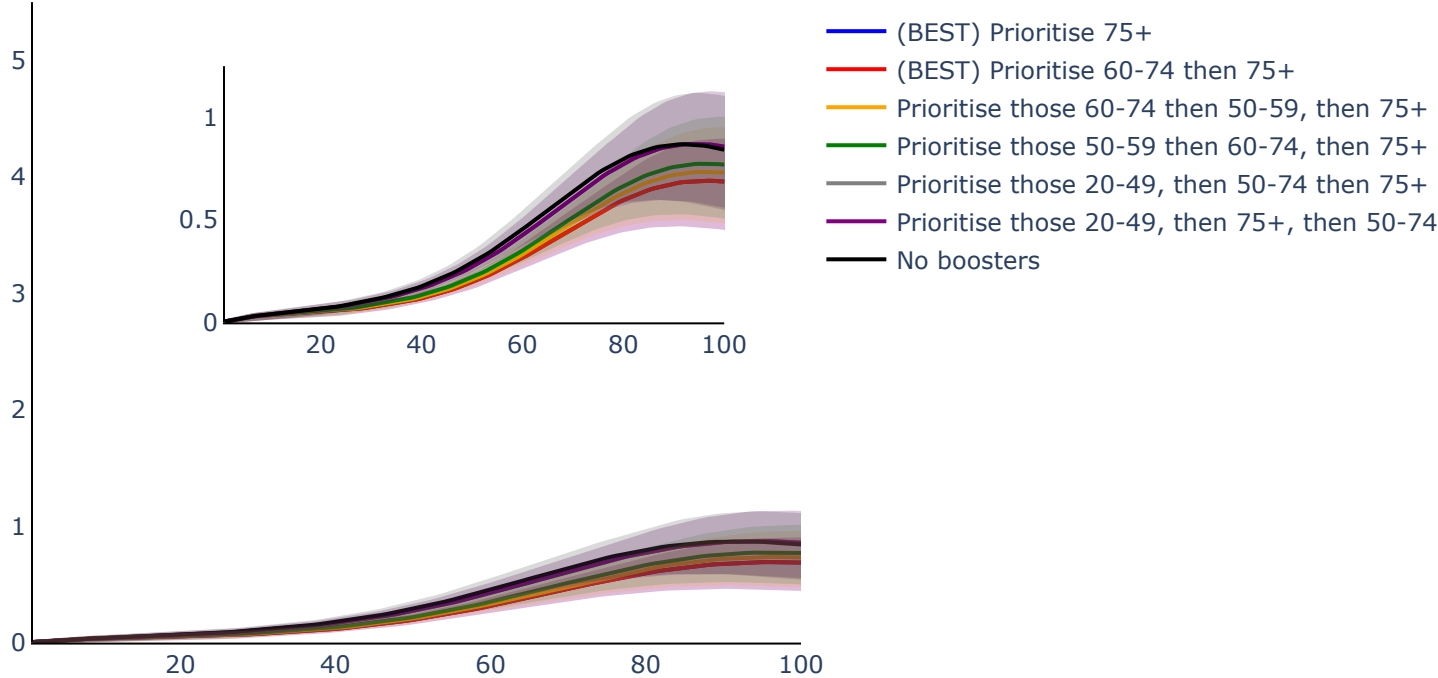 5
4
3
2
1
0
20
40
60
80
100
1
0.5
0
20
40
60
80
100
(BEST) Prioritise 75+
(BEST) Prioritise 60-74 then 75+
Prioritise those 60-74 then 50-59, then 75+
Prioritise those 50-59 then 60-74, then 75+
Prioritise those 20-49, then 50-74 then 75+
Prioritise those 20-49, then 75+, then 50-74
No boosters